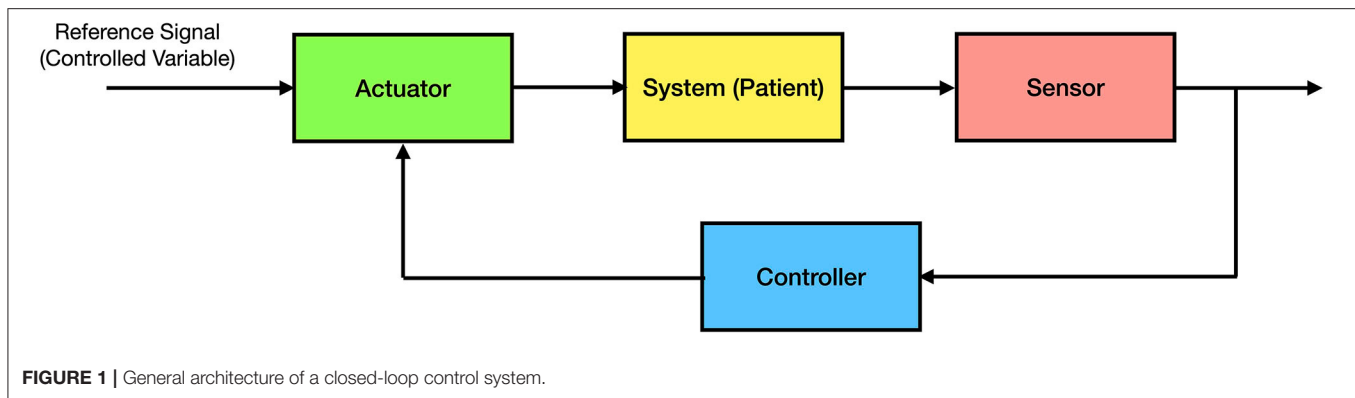 Reference Signal
(Controlled Variable)
Actuator
System (Patient)
Sensor
Controller
FIGURE 1 | General architecture of a closed-loop control system.